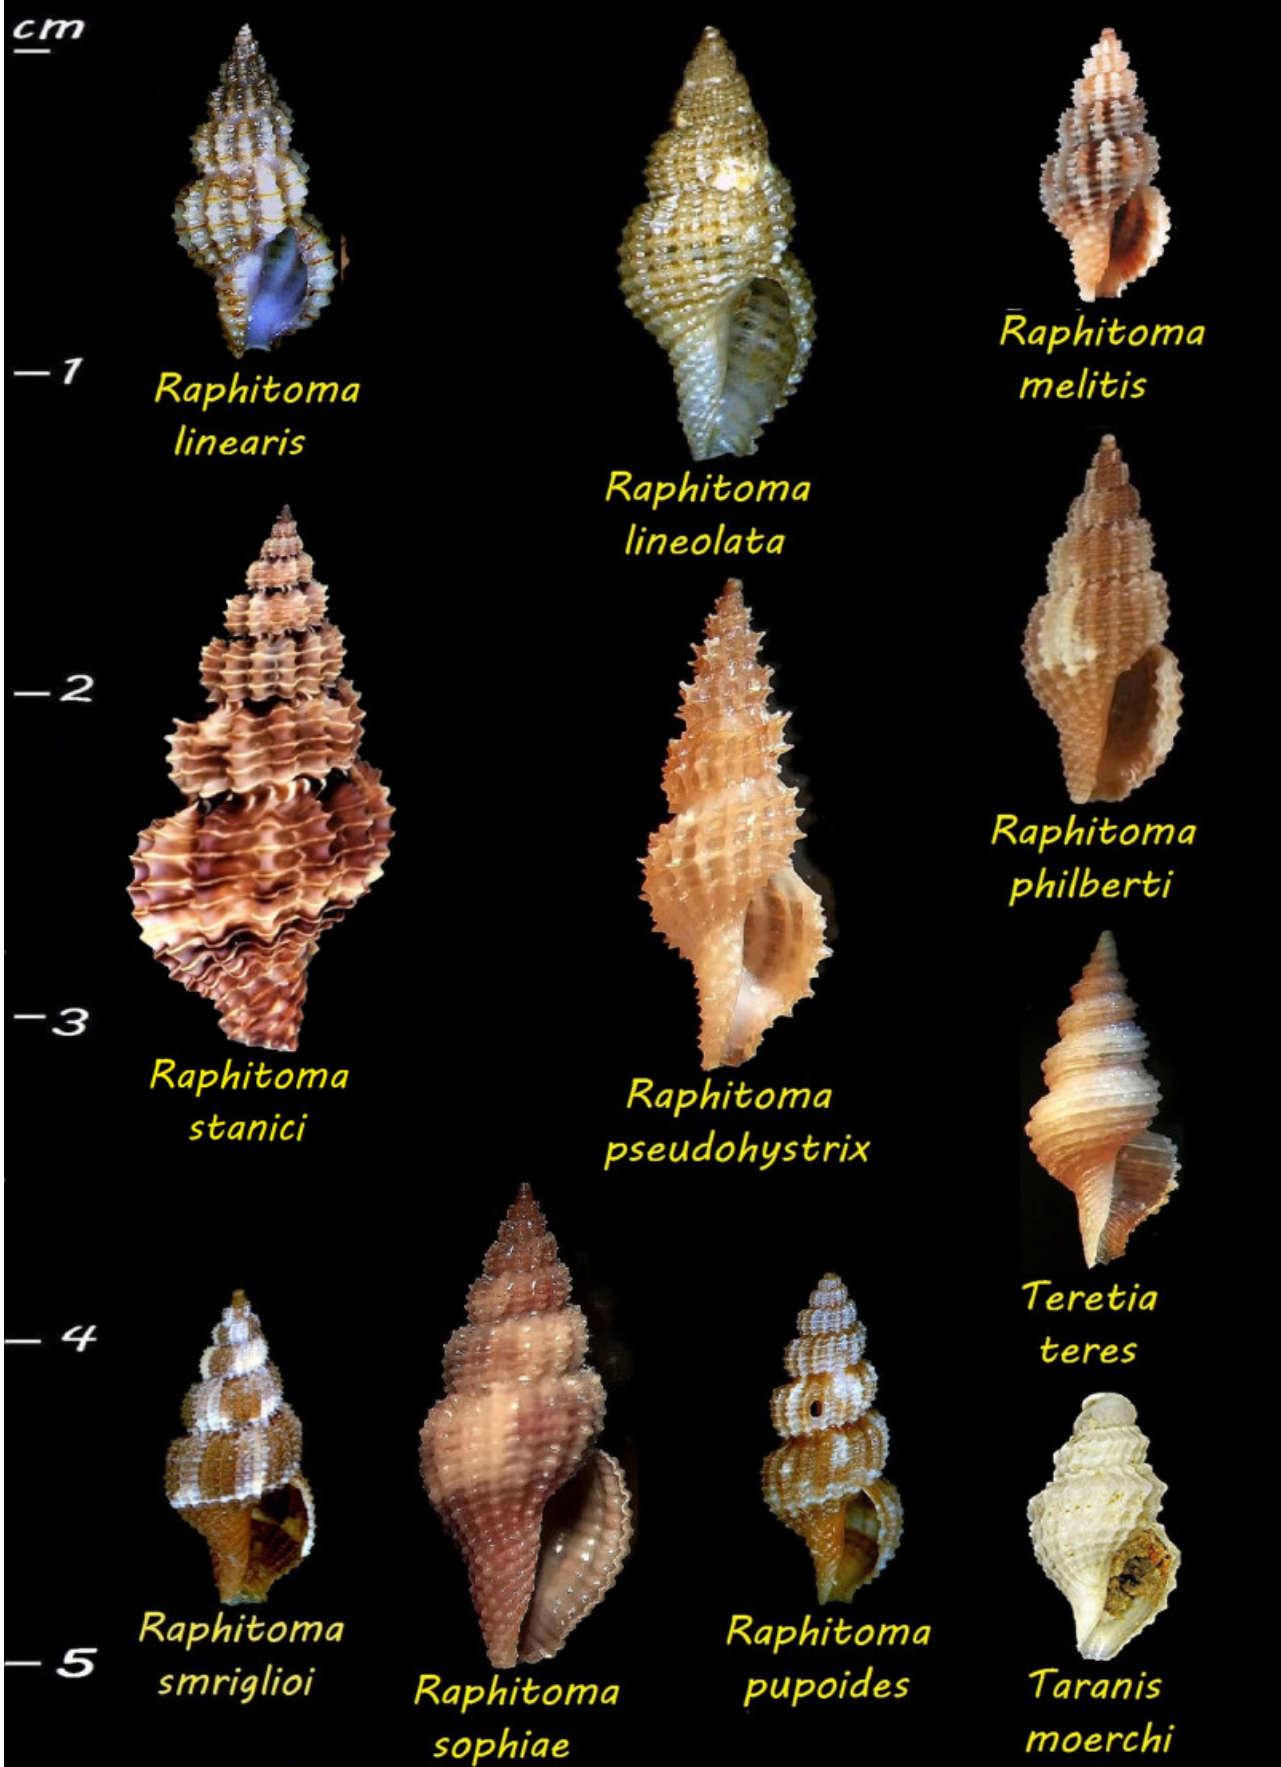 cm
Raphitoma
linearis
Raphitoma
lineolata
Raphitoma
melitis
1
Raphitoma
philberti
2
Raphitoma
stanici
Raphitoma
pseudohystrix
3
Teretia
teres
4
Raphitoma
smriglioi
Raphitoma
sophiae
Raphitoma
pupoides
Taranis
moerchi
5